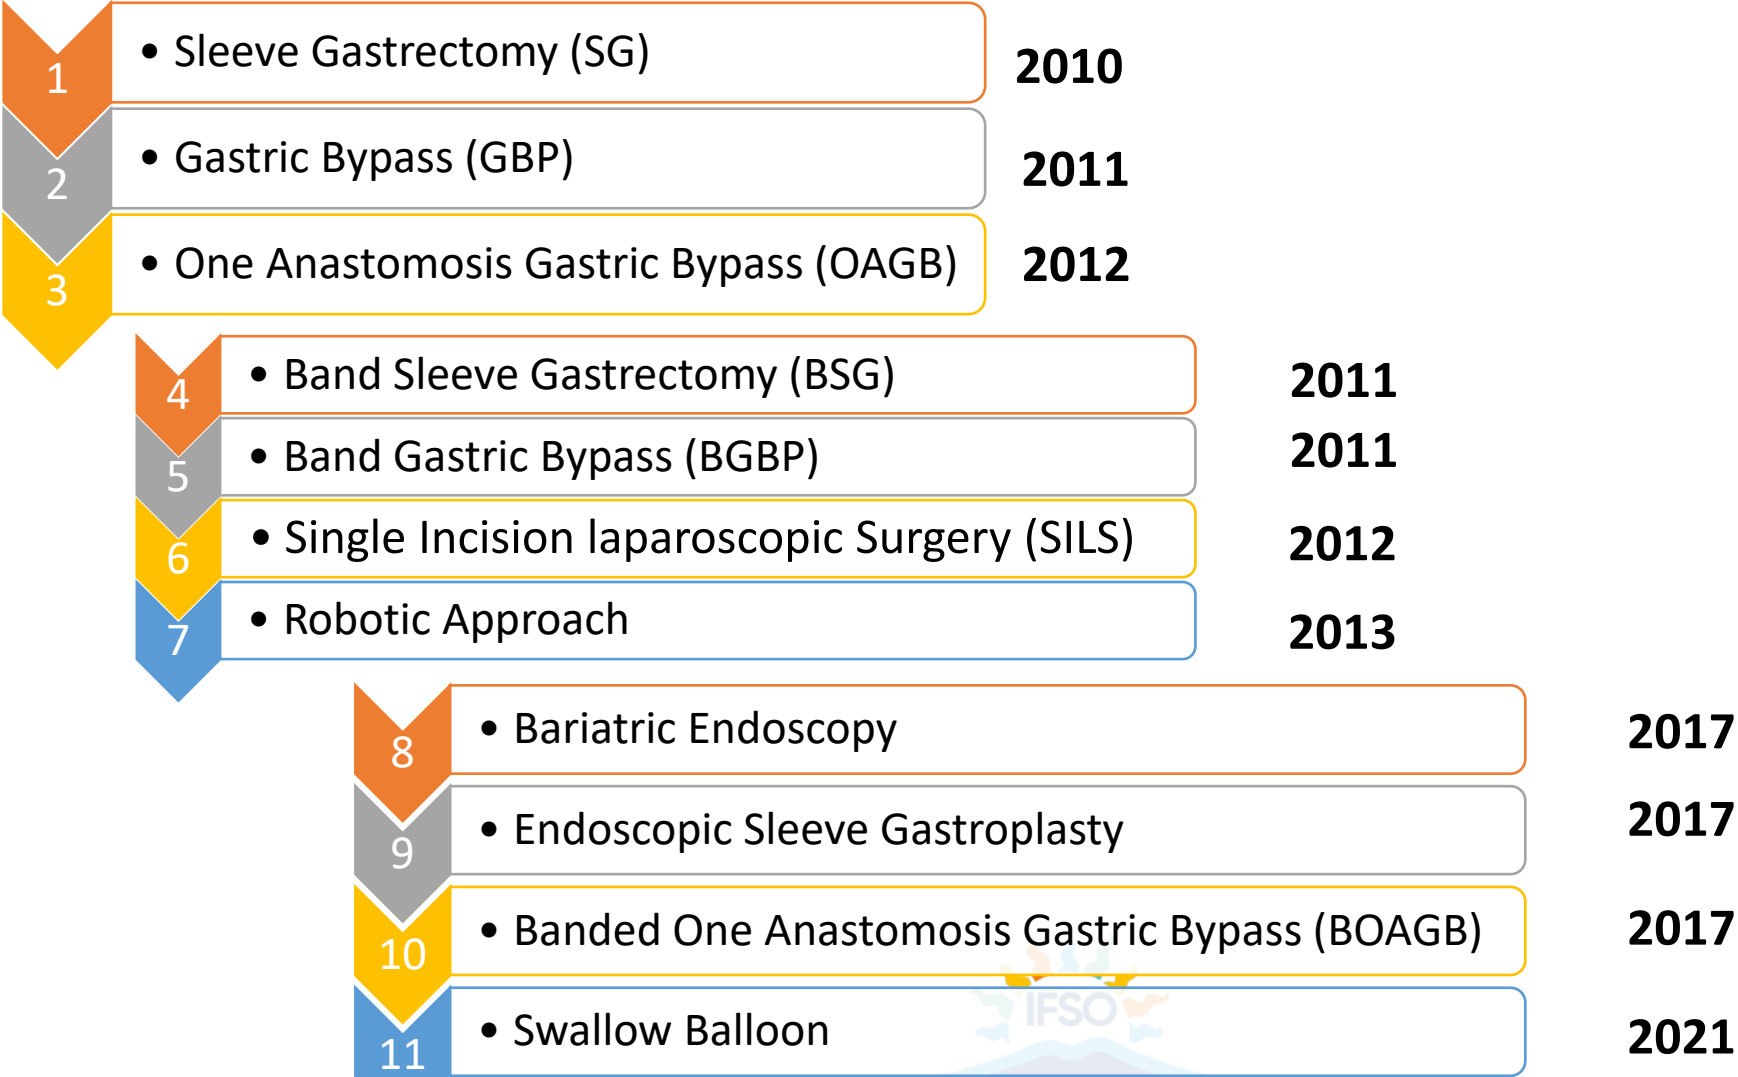 1 • Sleeve Gastrectomy (SG) 2010
2 • Gastric Bypass (GBP) 2011
3 • One Anastomosis Gastric Bypass (OAGB) 2012
4 • Band Sleeve Gastrectomy (BSG) 2011
5 • Band Gastric Bypass (BGBP) 2011
6 • Single Incision laparoscopic Surgery (SILS) 2012
7 • Robotic Approach 2013
8 • Bariatric Endoscopy 2017
9 • Endoscopic Sleeve Gastroplasty 2017
10 • Banded One Anastomosis Gastric Bypass (BOAGB) 2017
IFSO
11 • Swallow Balloon 2021